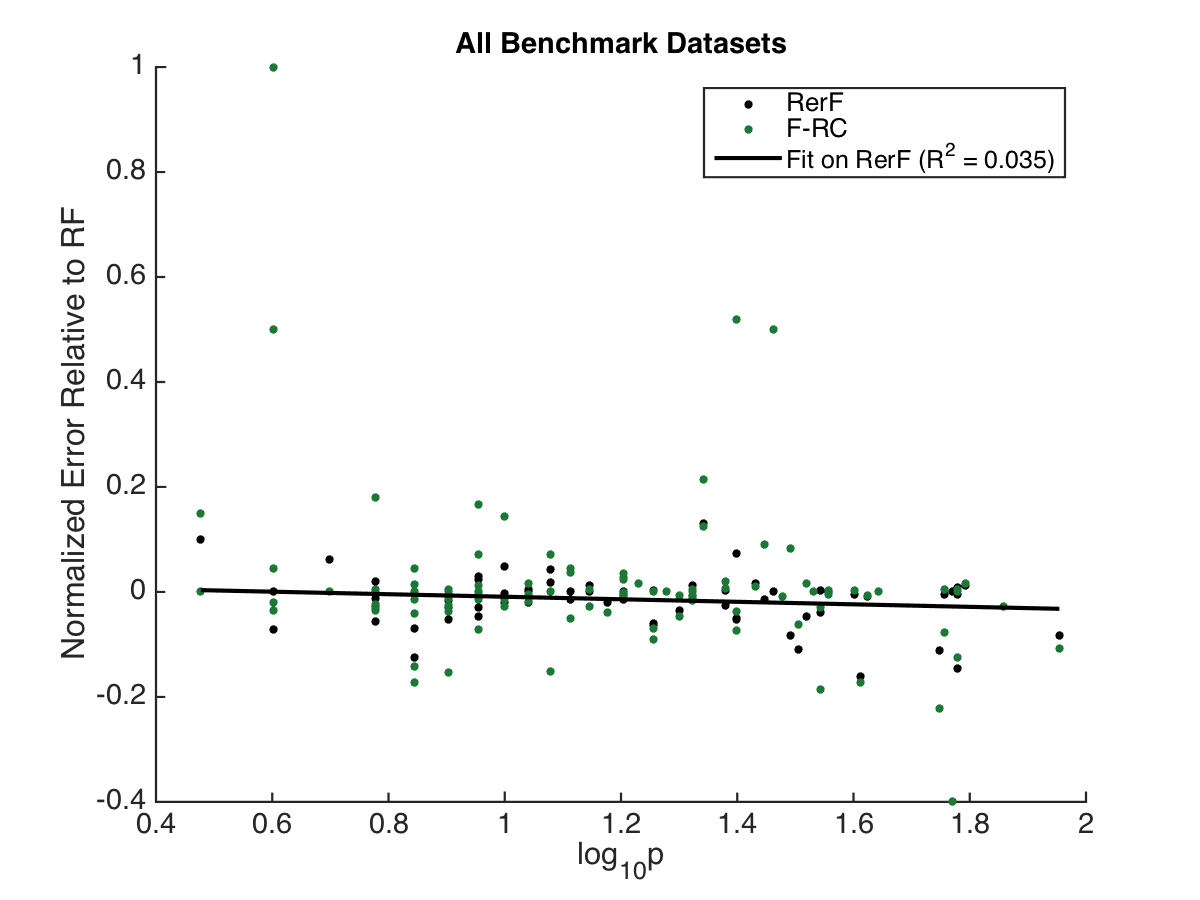 All Benchmark Datasets
RerF
F-RC
Fit on RerF (R² = 0.035)
Normalized Error Relative to RF
1
0.8
0.6
0.4
0.2
0
-0.2
-0.4
0.4 0.6 0.8 1 1.2 1.4 1.6 1.8 2
log₁₀p